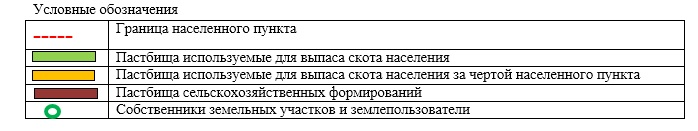 Условные обозначения
Граница населенного пункта
Пастбища используемые для выпаса скота населения
Пастбища используемые для выпаса скота населения за чертой населенного пункта
Пастбища сельскохозяйственных формирований
Собственники земельных участков и землепользователи